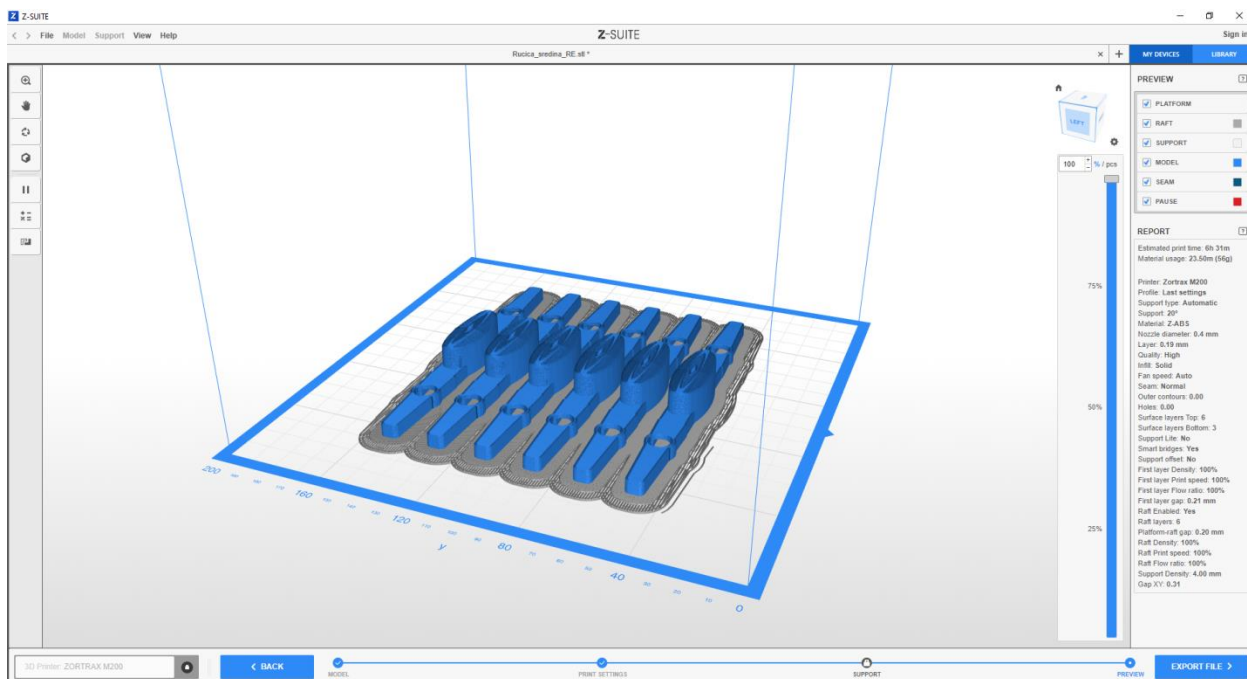 Z-SUITE
File Model Support View Help
Z-SUITE
Sign in
Rucica_sredina_RE.stl *
MY DEVICES
LIBRARY
PREVIEW
PLATFORM
RAFT
SUPPORT
MODEL
SEAM
PAUSE
LEFT
100 % / pcs
75%
50%
25%
REPORT
Estimated print time: 6h 31m
Material usage: 23.50m (56g)
Printer: Zortrax M200
Profile: Last settings
Support type: Automatic
Support: 20°
Material: Z-ABS
Nozzle diameter: 0.4 mm
Layer: 0.19 mm
Quality: High
Infill: Solid
Fan speed: Auto
Seam: Normal
Outer contours: 0.00
Holes: 0.00
Surface layers Top: 6
Surface layers Bottom: 3
Support Lite: No
Smart bridges: Yes
Support offset: No
First layer Density: 100%
First layer Print speed: 100%
First layer Flow ratio: 100%
First layer gap: 0.21 mm
Raft Enabled: Yes
Raft layers: 6
Platform-raft gap: 0.20 mm
Raft Density: 100%
Raft Print speed: 100%
Raft Flow ratio: 100%
Support Density: 4.00 mm
Gap XY: 0.31
200
160
120
80
40
0
y
3D Printer: ZORTRAX M200
BACK
MODEL
PRINT SETTINGS
SUPPORT
PREVIEW
EXPORT FILE